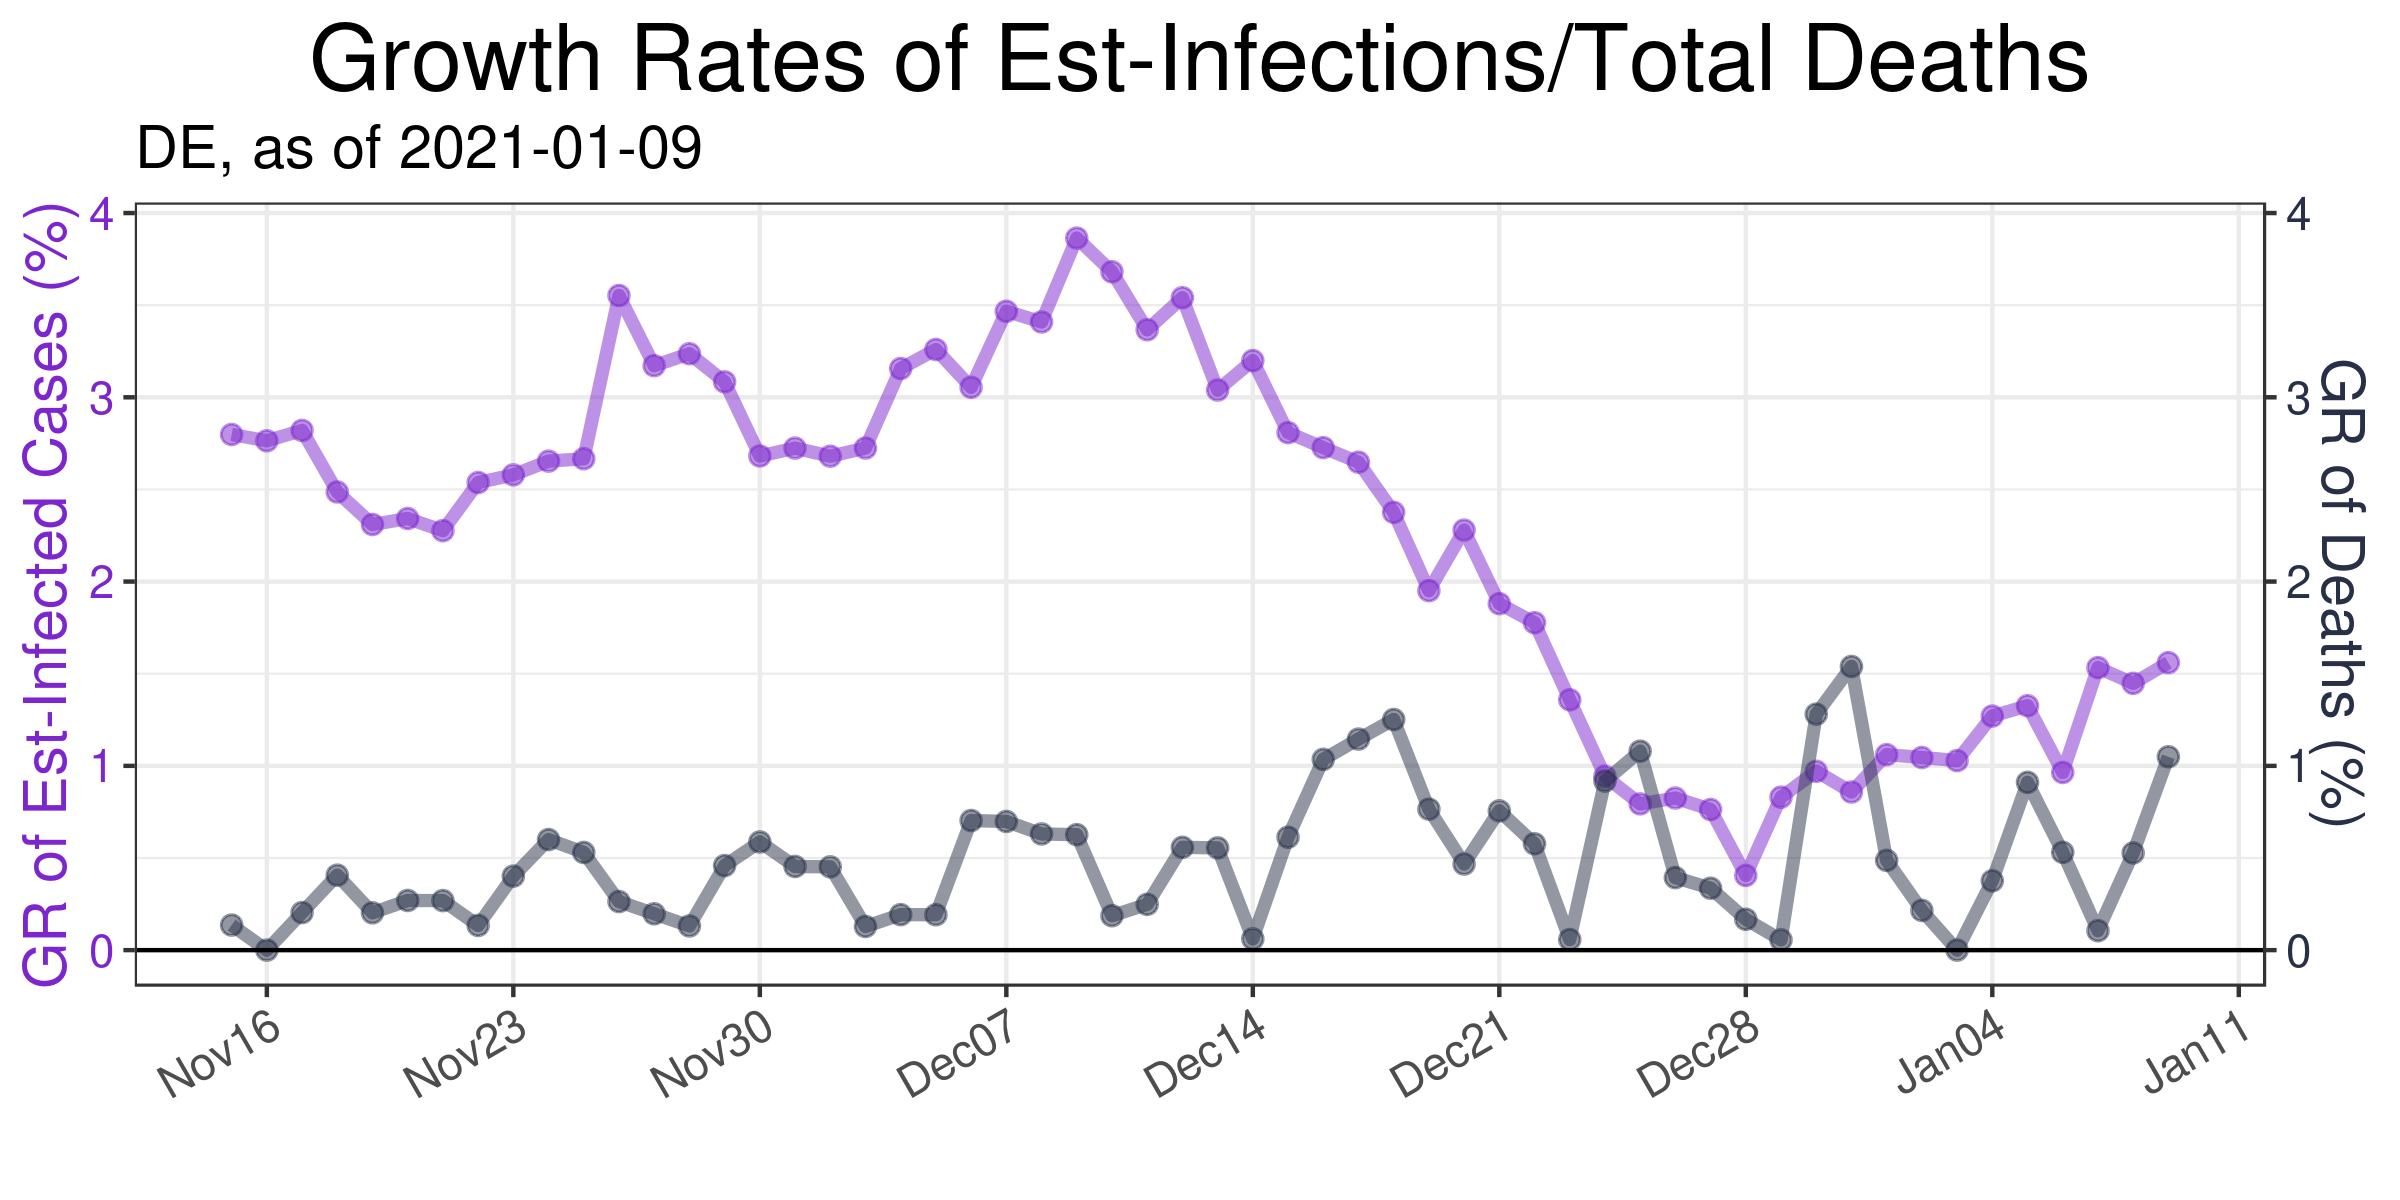 Growth Rates of Est-Infections/Total Deaths
DE, as of 2021-01-09
GR of Est-Infected Cases (%)
4
3
2
1
0
4
3
2
1
0
GR of Deaths (%)
Nov16
Nov23
Nov30
Dec07
Dec14
Dec21
Dec28
Jan04
Jan11